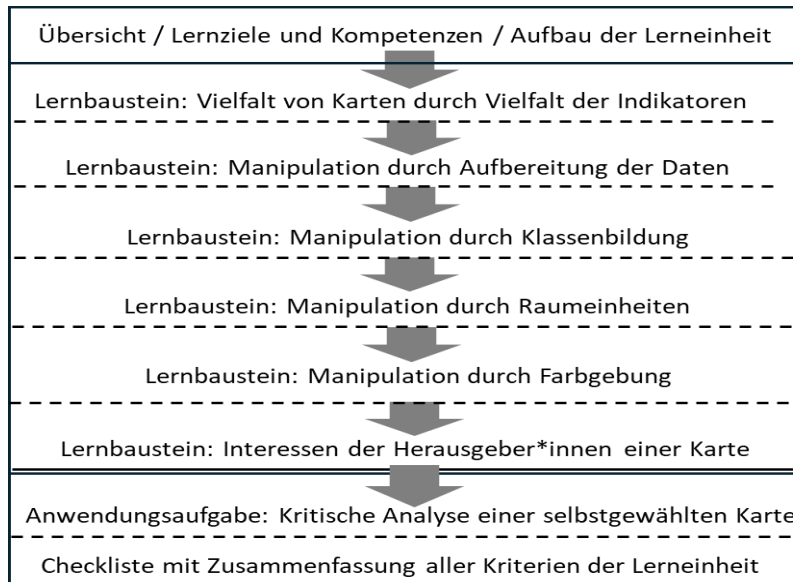 Übersicht / Lernziele und Kompetenzen / Aufbau der Lerneinheit
Lernbaustein: Vielfalt von Karten durch Vielfalt der Indikatoren
Lernbaustein: Manipulation durch Aufbereitung der Daten
Lernbaustein: Manipulation durch Klassenbildung
Lernbaustein: Manipulation durch Raumeinheiten
Lernbaustein: Manipulation durch Farbgebung
Lernbaustein: Interessen der Herausgeber*innen einer Karte
Anwendungsaufgabe: Kritische Analyse einer selbstgewählten Karte
Checkliste mit Zusammenfassung aller Kriterien der Lerneinheit